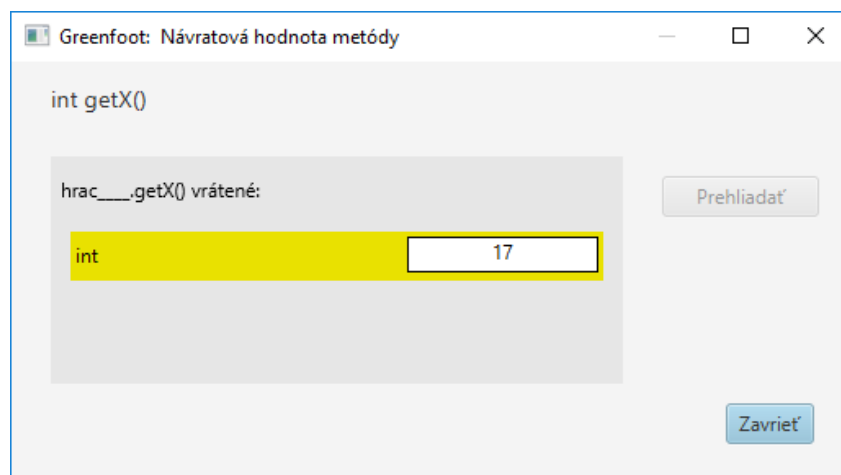 Greenfoot: Návratová hodnota metódy
int getX()
hrac____.getX() vrátené:
Prehliadať
int 17
Zavrieť